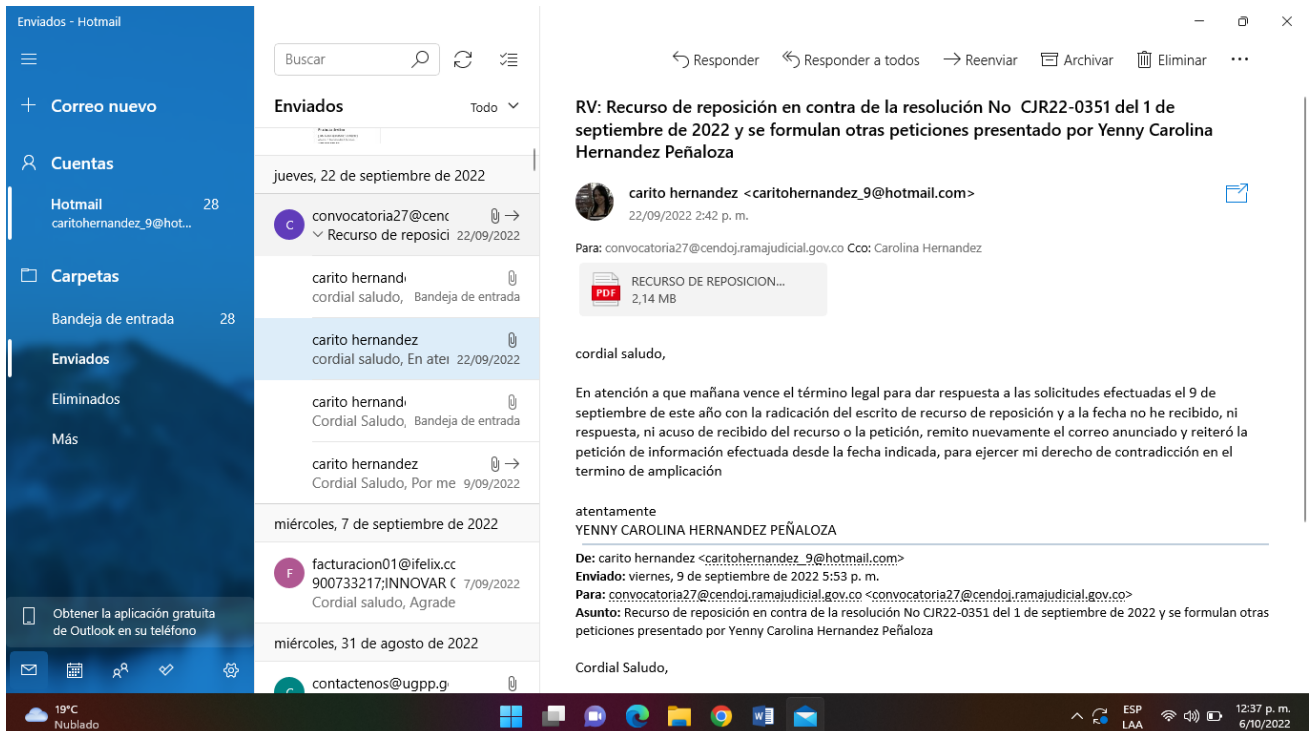 Enviados - Hotmail
Correo nuevo
Cuentas
Hotmail 28
caritohernandez_9@hot...
Carpetas
Bandeja de entrada 28
Enviados
Eliminados
Más
Obtener la aplicación gratuita
de Outlook en su teléfono
Buscar
Enviados Todo
jueves, 22 de septiembre de 2022
C
convocatoria27@cenc
Recurso de reposici 22/09/2022
carito hernand
cordial saludo, Bandeja de entrada
carito hernandez
cordial saludo, En ate 22/09/2022
carito hernand
Cordial Saludo, Bandeja de entrada
carito hernandez
Cordial Saludo, Por me 9/09/2022
miércoles, 7 de septiembre de 2022
F
facturacion01@ifelix.cc
900733217;INNOVAR C 7/09/2022
Cordial saludo, Agrade
miércoles, 31 de agosto de 2022
contactenos@ugpp.g
Responder Responder a todos Reenviar Archivar Eliminar ...
RV: Recurso de reposición en contra de la resolución No CJR22-0351 del 1 de
septiembre de 2022 y se formulan otras peticiones presentado por Yenny Carolina
Hernandez Peñaloza
carito hernandez <caritohernandez_9@hotmail.com>
22/09/2022 2:42 p. m.
Para: convocatoria27@cendoj.ramajudicial.gov.co Cco: Carolina Hernandez
PDF
RECURSO DE REPOSICION...
2,14 MB
cordial saludo,
En atención a que mañana vence el término legal para dar respuesta a las solicitudes efectuadas el 9 de
septiembre de este año con la radicación del escrito de recurso de reposición y a la fecha no he recibido, ni
respuesta, ni acuso de recibido del recurso o la petición, remito nuevamente el correo anunciado y reiteró la
petición de información efectuada desde la fecha indicada, para ejercer mi derecho de contradicción en el
termino de amplicación
atentamente
YENNY CAROLINA HERNANDEZ PEÑALOZA
De: carito hernandez <caritohernandez_9@hotmail.com>
Enviado: viernes, 9 de septiembre de 2022 5:53 p. m.
Para: convocatoria27@cendoj.ramajudicial.gov.co <convocatoria27@cendoj.ramajudicial.gov.co>
Asunto: Recurso de reposición en contra de la resolución No CJR22-0351 del 1 de septiembre de 2022 y se formulan otras
peticiones presentado por Yenny Carolina Hernandez Peñaloza
Cordial Saludo,
19°C
Nublado
ESP
LAA
12:37 p. m.
6/10/2022